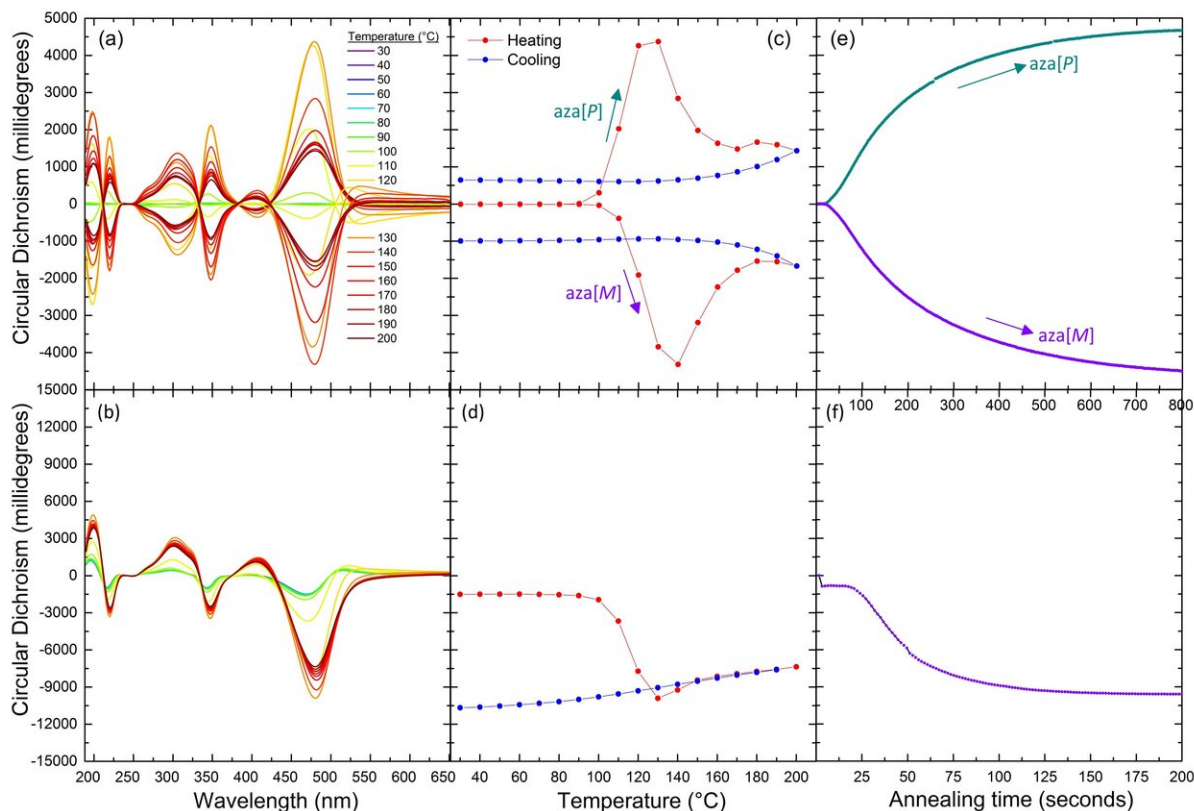 Circular Dichroism (millidegrees)
5000
4000
3000
2000
1000
0
-1000
-2000
-3000
-4000
(a)
Temperature (°C)
30
40
50
60
70
80
90
100
110
120
130
140
150
160
170
180
190
200
Heating
Cooling
(c)
aza[P]
aza[M]
(e)
aza[P]
aza[M]
100 200 300 400 500 600 700 800
Circular Dichroism (millidegrees)
15000
12000
9000
6000
3000
0
-3000
-6000
-9000
-12000
-15000
(b)
(d)
(f)
200 250 300 350 400 450 500 550 600 650
40 60 80 100 120 140 160 180 200
25 50 75 100 125 150 175 200
Wavelength (nm)
Temperature (°C)
Annealing time (seconds)